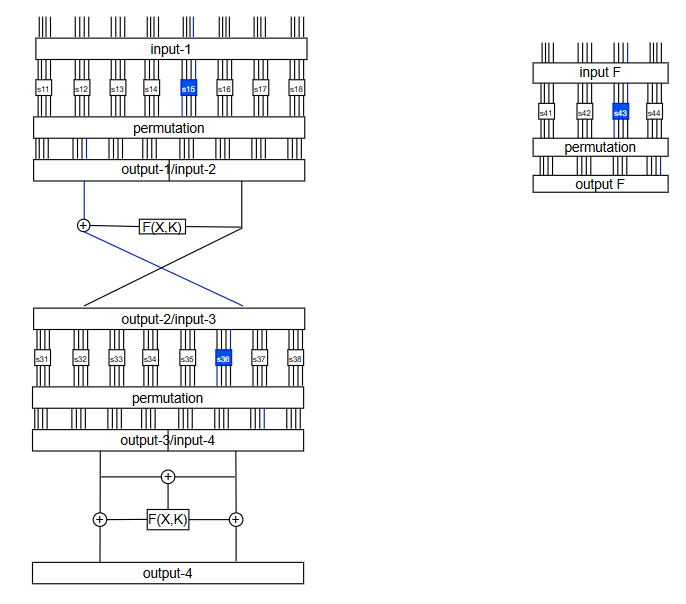 input-1
s11 s12 s13 s14 s15 s16 s17 s18
permutation
output-1/input-2
+ F(X,K)
output-2/input-3
s31 s32 s33 s34 s35 s36 s37 s38
permutation
output-3/input-4
+
+ F(X,K) +
output-4
input F
s41 s42 s43 s44
permutation
output F